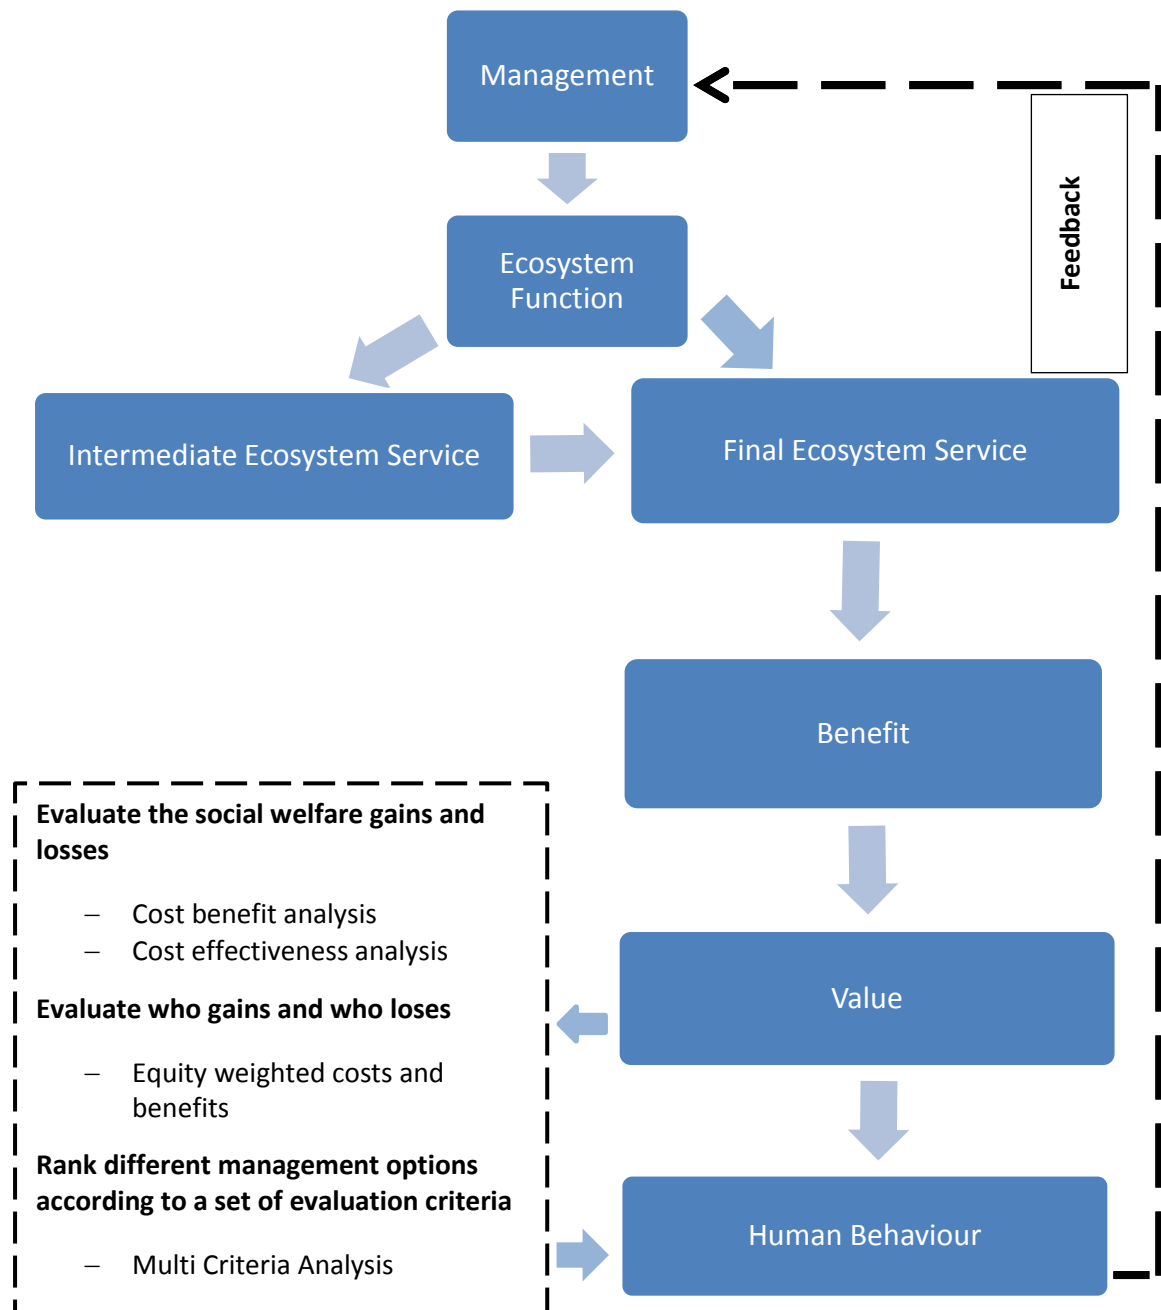 Management
Feedback
Ecosystem
Function
Intermediate Ecosystem Service
Final Ecosystem Service
Benefit
Evaluate the social welfare gains and
losses
– Cost benefit analysis
– Cost effectiveness analysis
Evaluate who gains and who loses
– Equity weighted costs and
benefits
Rank different management options
according to a set of evaluation criteria
– Multi Criteria Analysis
Value
Human Behaviour